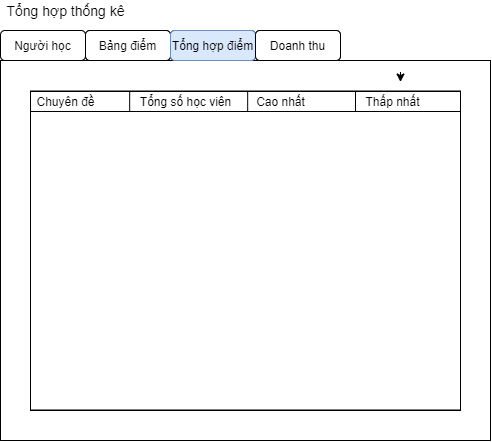 Tổng hợp thống kê
Người học Bảng điểm Tổng hợp điểm Doanh thu
Chuyên đề Tổng số học viên Cao nhất Thấp nhất